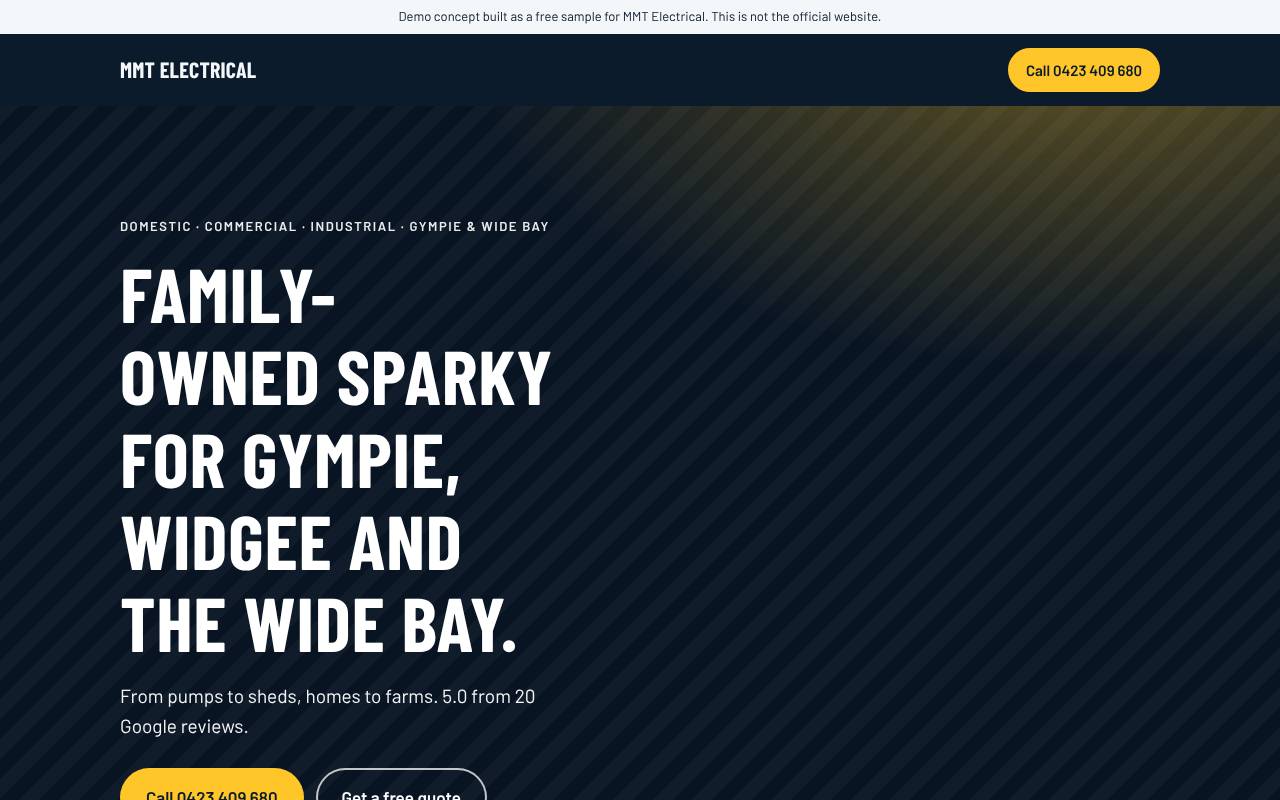 Demo concept built as a free sample for MMT Electrical. This is not the official website.
MMT ELECTRICAL
Call 0423 409 680
DOMESTIC · COMMERCIAL · INDUSTRIAL · GYMPIE & WIDE BAY
FAMILY-
OWNED SPARKY
FOR GYMPIE,
WIDGEE AND
THE WIDE BAY.
From pumps to sheds, homes to farms. 5.0 from 20
Google reviews.
Call 0423 409 680
Get a free quote